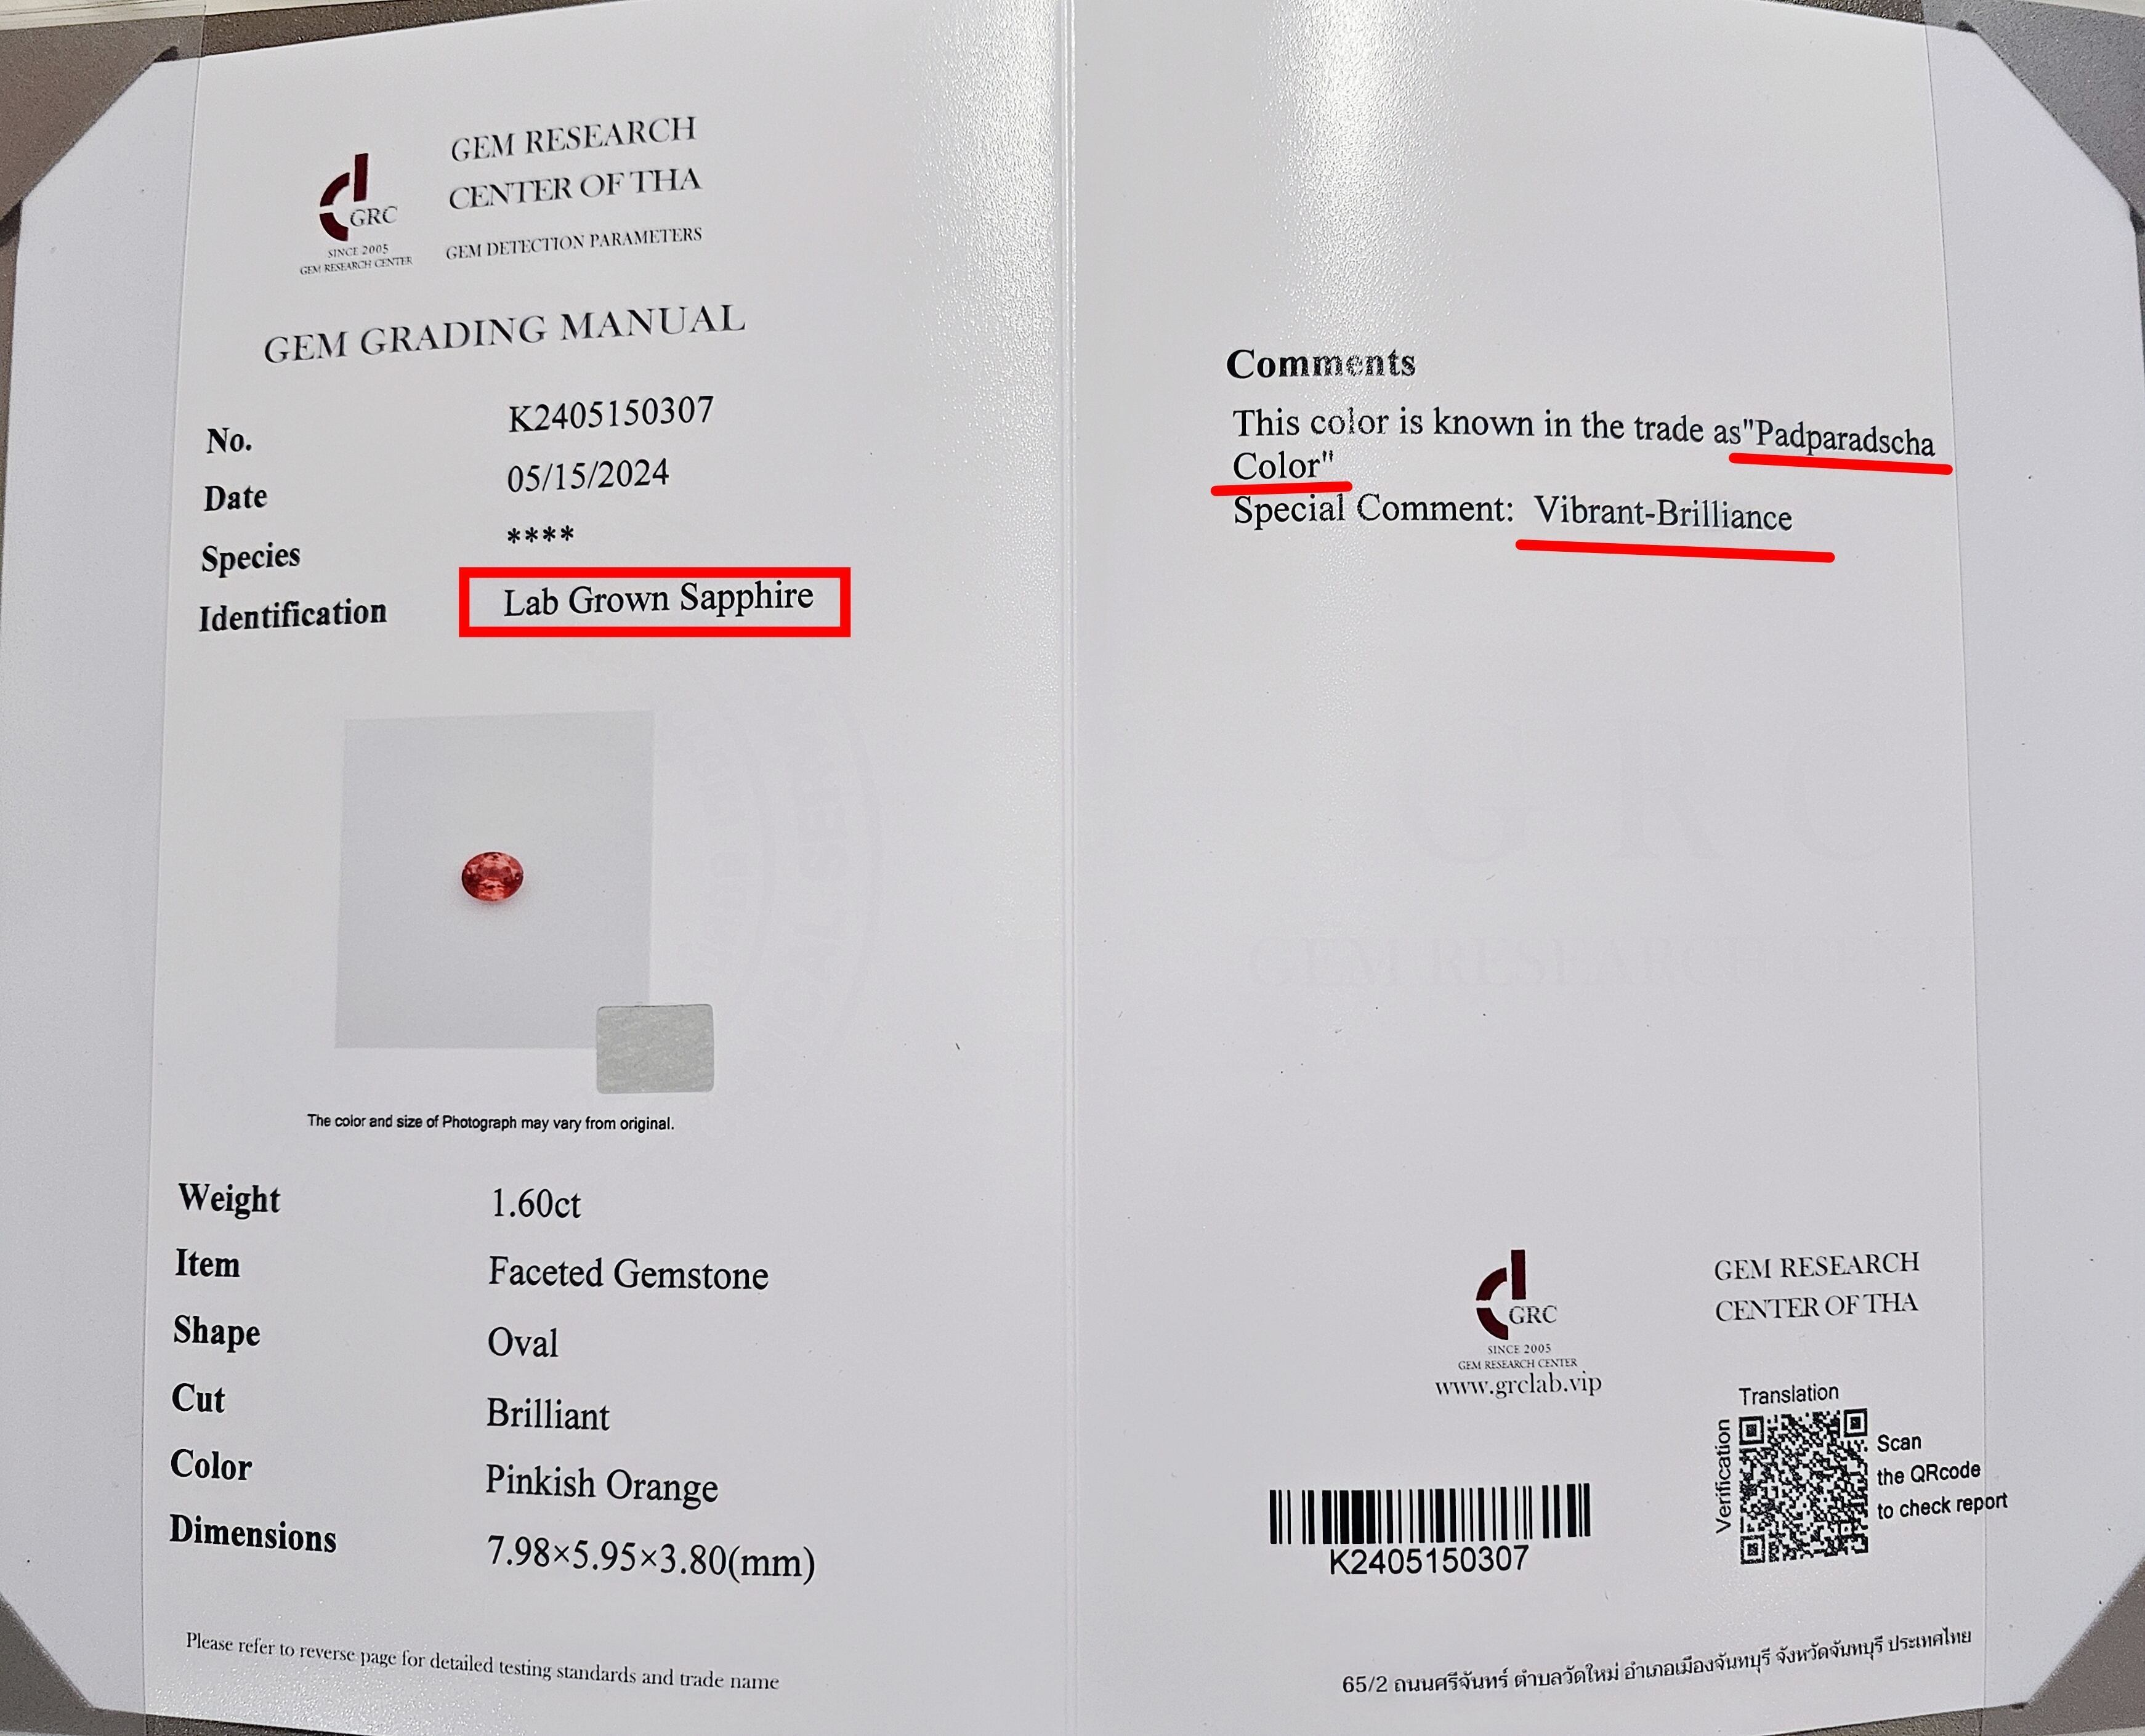 GRC
SINCE 2005
GEM RESEARCH CENTER
GEM RESEARCH
CENTER OF THA
GEM DETECTION PARAMETERS
GEM GRADING MANUAL
No. K2405150307
Date 05/15/2024
Species ****
Identification Lab Grown Sapphire
The color and size of Photograph may vary from original.
Weight 1.60ct
Item Faceted Gemstone
Shape Oval
Cut Brilliant
Color Pinkish Orange
Dimensions 7.98×5.95×3.80(mm)
Please refer to reverse page for detailed testing standards and trade name
Comments
This color is known in the trade as"Padparadscha
Color"
Special Comment: Vibrant-Brilliance
G R C
GEM RESEARCH
GRC
SINCE 2005
GEM RESEARCH CENTER
www.grclab.vip
GEM RESEARCH
CENTER OF THA
Translation
Verification
Scan
the QRcode
to check report
K2405150307
65/2 ถนนศรีจันทร์ ตำบลวัดใหม่ อำเภอเมืองจันทบุรี จังหวัดจันทบุรี ประเทศไทย